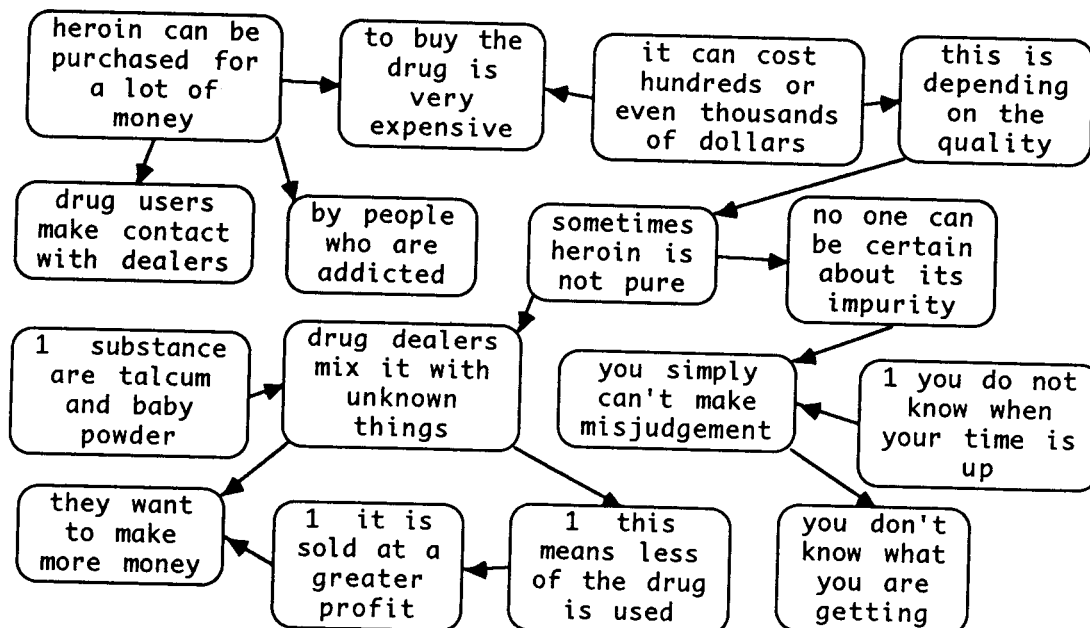 heroin can be
purchased for
a lot of
money
to buy the
drug is
very
expensive
it can cost
hundreds or
even thousands
of dollars
this is
depending
on the
quality
drug users
make contact
with dealers
by people
who are
addicted
sometimes
heroin is
not pure
no one can
be certain
about its
impurity
1 substance
are talcum
and baby
powder
drug dealers
mix it with
unknown
things
you simply
can't make
misjudgement
1 you do not
know when
your time is
up
they want
to make
more money
1 it is
sold at a
greater
profit
1 this
means less
of the drug
is used
you don't
know what
you are
getting